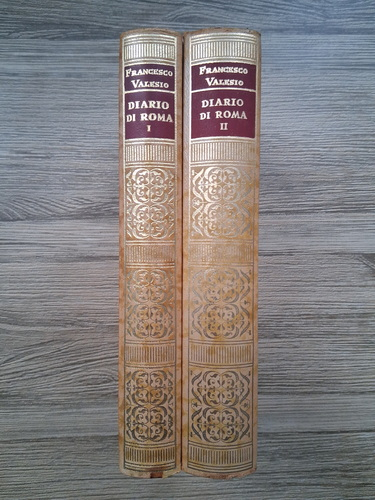 FRANCESCO
VALESIO
DIARIO
DI ROMA
I
FRANCESCO
VALESIO
DIARIO
DI ROMA
II